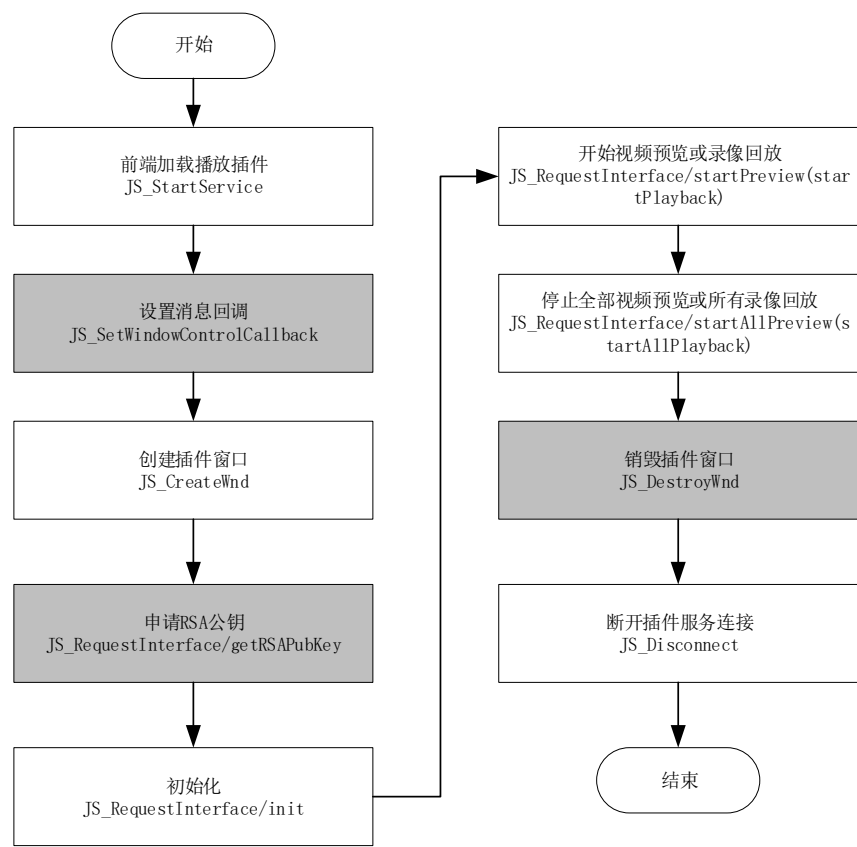 开始
前端加载播放插件
JS_StartService
设置消息回调
JS_SetWindowControlCallback
创建插件窗口
JS_CreateWnd
申请RSA公钥
JS_RequestInterface/getRSAPubKey
初始化
JS_RequestInterface/init
开始视频预览或录像回放
JS_RequestInterface/startPreview(star
tPlayback)
停止全部视频预览或所有录像回放
JS_RequestInterface/startAllPreview(s
tartAllPlayback)
销毁插件窗口
JS_DestroyWnd
断开插件服务连接
JS_Disconnect
结束